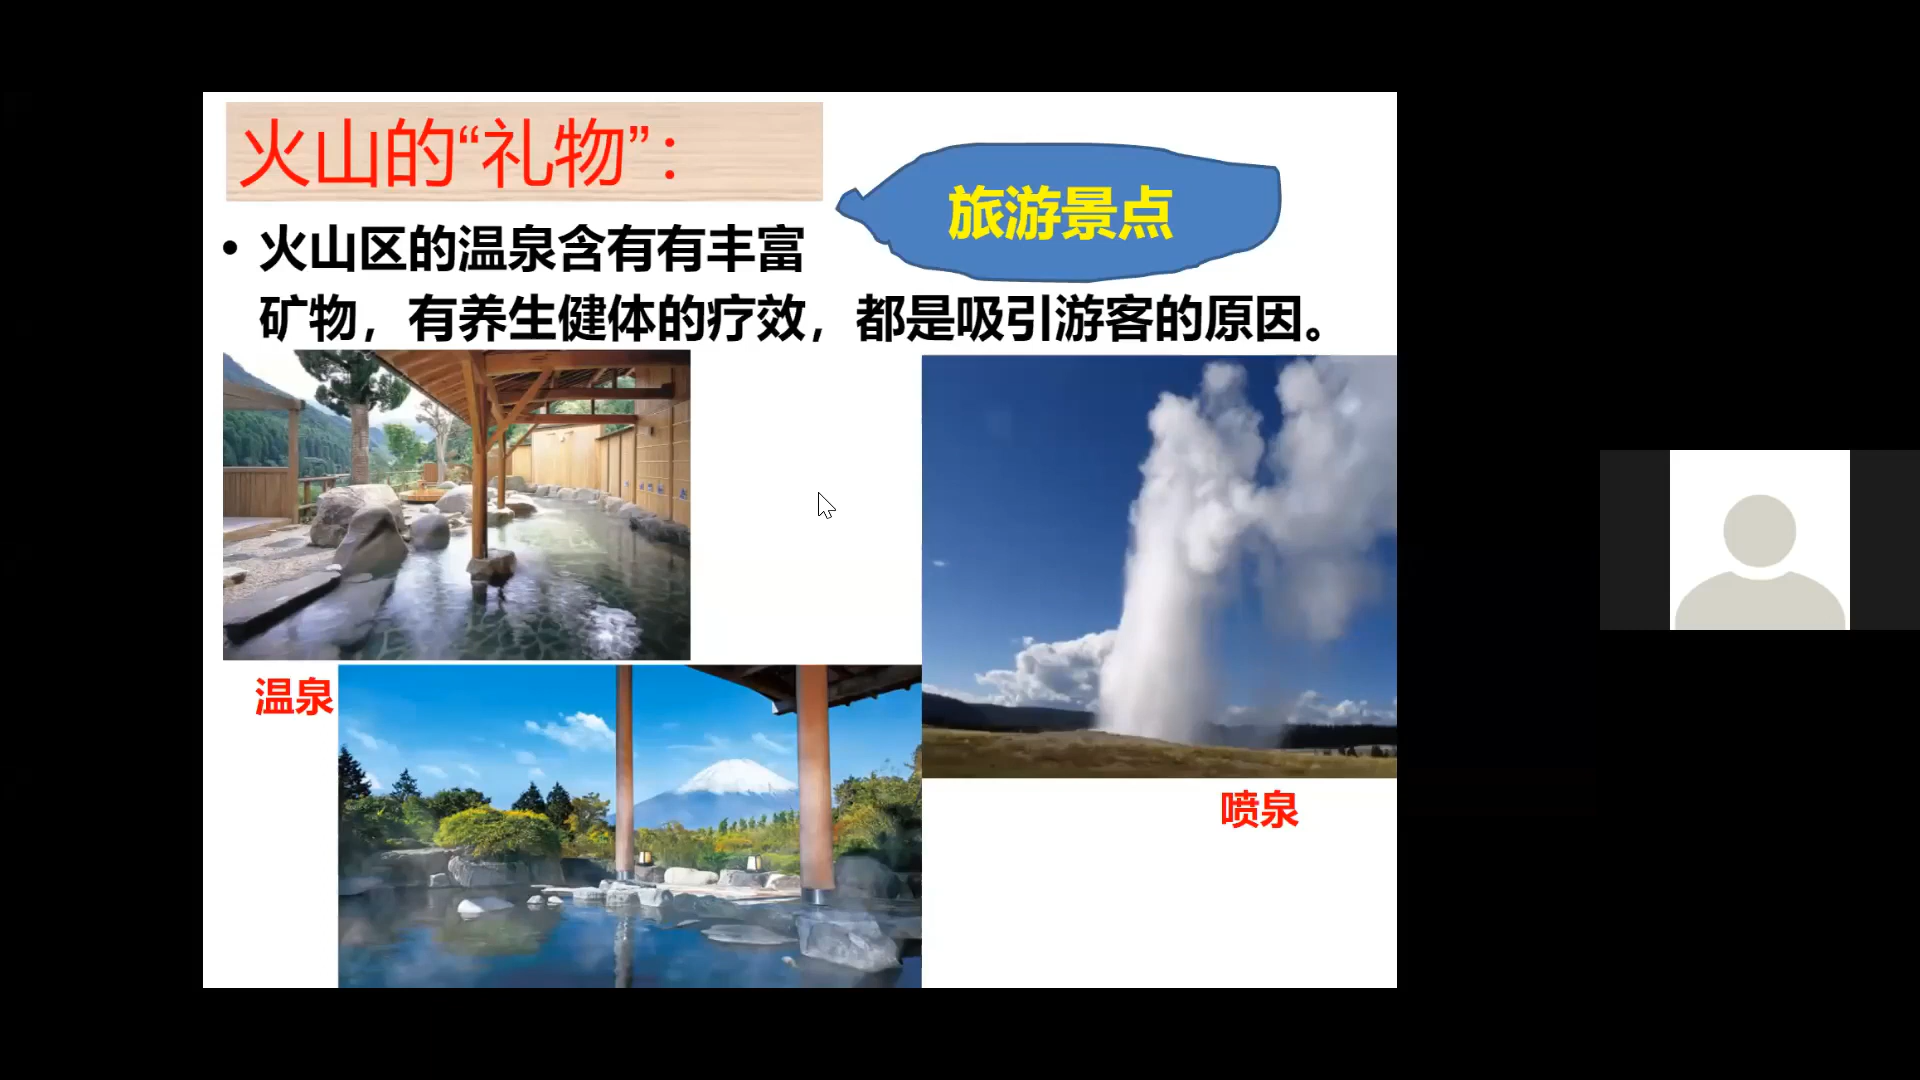 火山的“礼物”：
旅游景点
• 火山区的温泉含有有丰富
矿物，有养生健体的疗效，都是吸引游客的原因。
温泉
喷泉